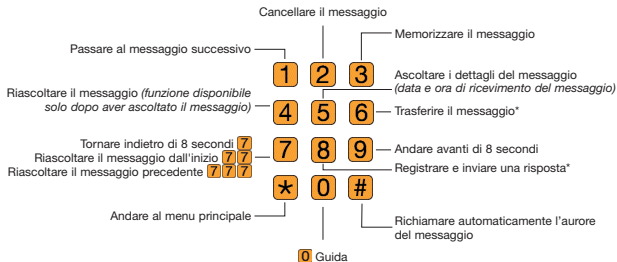 Cancellare il messaggio
Memorizzare il messaggio
Passare al messaggio successivo
1 2 3
Ascoltare i dettagli del messaggio
(data e ora di ricevimento del messaggio)
Riascoltare il messaggio (funzione disponibile
solo dopo aver ascoltato il messaggio)
4 5 6
Trasferire il messaggio*
Tornare indietro di 8 secondi 7
Riascoltare il messaggio dall'inizio 7 7
Riascoltare il messaggio precedente 7 7 7
7 8 9
Andare avanti di 8 secondi
Registrare e inviare una risposta*
* 0 #
Andare al menu principale
Richiamare automaticamente l'aurore
del messaggio
0 Guida